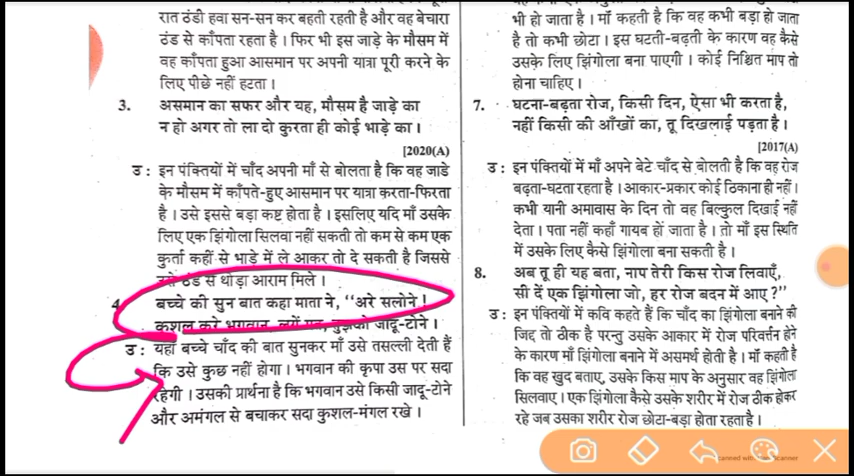 रात ठंडी हवा सन-सन कर बहती रहती है और वह बेचारा
ठंड से काँपता रहता है । फिर भी इस जाड़े के मौसम में
वह काँपता हुआ आसमान पर अपनी यात्रा पूरी करने के
लिए पीछे नहीं हटता ।
3. असमान का सफर और यह, मौसम है जाड़े का
न हो अगर तो ला दो कुरता ही कोई भाड़े का ।
[2020(A)
उ : इन पंक्तियों में चाँद अपनी माँ से बोलता है कि वह जाडे
के मौसम में काँपते-हुए आसमान पर यात्रा करता-फिरता
है । उसे इससे बड़ा कष्ट होता है । इसलिए यदि माँ उसके
लिए एक झिंगोला सिलवा नहीं सकती तो कम से कम एक
कुर्ता कहीं से भाडे में ले आकर तो दे सकती है जिससे
उसे ठंड से थोड़ा आराम मिले ।
4. बच्चे की सुन बात कहा माता ने, "अरे सलोने !
कुशल करे भगवान, लगें मत, तुझको जादू-टोने ।
उ : यहाँ बच्चे चाँद की बात सुनकर माँ उसे तसल्ली देती हैं
कि उसे कुछ नहीं होगा । भगवान की कृपा उस पर सदा
रहेगी । उसकी प्रार्थना है कि भगवान उसे किसी जादू-टोने
और अमंगल से बचाकर सदा कुशल-मंगल रखे ।
भी हो जाता है । माँ कहती है कि वह कभी बड़ा हो जाता
है तो कभी छोटा । इस घटती-बढ़ती के कारण वह कैसे
उसके लिए झिंगोला बना पाएगी । कोई निश्चित माप तो
होना चाहिए ।
7. घटना-बढ़ता रोज, किसी दिन, ऐसा भी करता है,
नहीं किसी की आँखों का, तू दिखलाई पड़ता है ।
[2017(A)
उ : इन पंक्तियों में माँ अपने बेटे चाँद से बोलती है कि वह रोज
बढ़ता-घटता रहता है । आकार-प्रकार कोई ठिकाना ही नहीं ।
कभी यानी अमावास के दिन तो वह बिल्कुल दिखाई नहीं
देता । पता नहीं कहाँ गायब हो जाता है । तो माँ इस स्थिति
में उसके लिए कैसे झिंगोला बना सकती है ।
8. अब तू ही यह बता, नाप तेरी किस रोज लिवाएँ,
सी दें एक झिंगोला जो, हर रोज बदन में आए ?"
उ : इन पंक्तियों में कवि कहते हैं कि चाँद का झिंगोला बनाने की
जिद्द तो ठीक है परन्तु उसके आकार में रोज परिवर्तन होने
के कारण माँ झिंगोला बनाने में असमर्थ होती है । माँ कहती है
कि वह खुद बताए, उसके किस माप के अनुसार वह झिंगोला
सिलवाए । एक झिंगोला कैसे उसके शरीर में रोज ठीक होकर
रहे जब उसका शरीर रोज छोटा-बड़ा होता रहता है ।